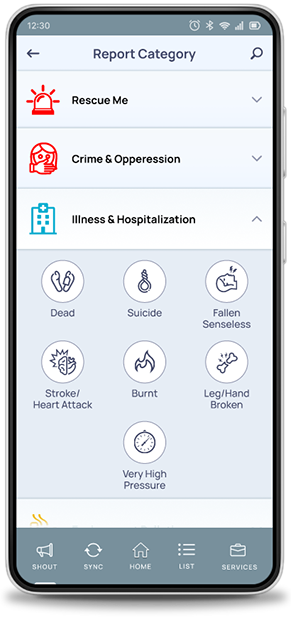 12:30
Report Category
Rescue Me
Crime & Opperession
Illness & Hospitalization
Dead
Suicide
Fallen
Senseless
Stroke/
Heart Attack
Burnt
Leg/Hand
Broken
Very High
Pressure
SHOUT
SYNC
HOME
LIST
SERVICES